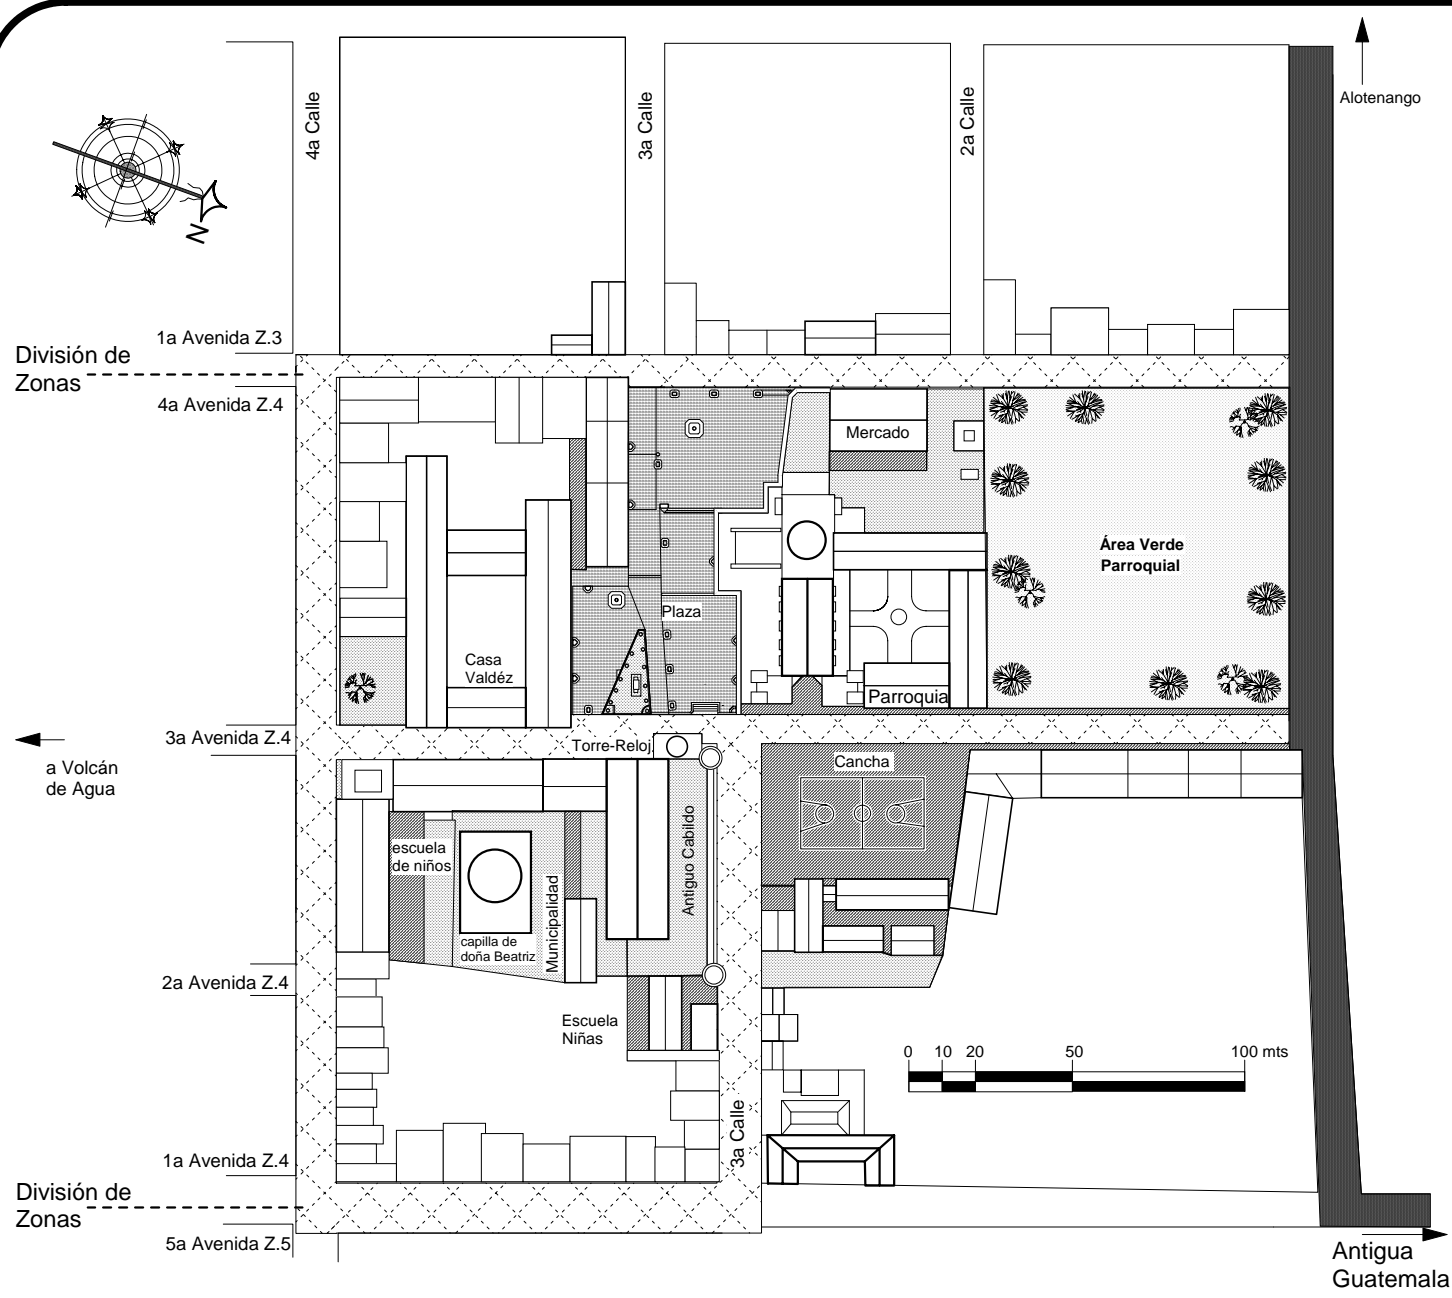 4a Calle
3a Calle
2a Calle
Alotenango
N
1a Avenida Z.3
División de
Zonas
4a Avenida Z.4
Mercado
Área Verde
Parroquial
Plaza
Casa
Valdéz
Parroquia
3a Avenida Z.4
Torre-Reloj
a Volcán
de Agua
Cancha
escuela
de niños
Antiguo Cabildo
Municipalidad
capilla de
doña Beatriz
2a Avenida Z.4
Escuela
Niñas
0 10 20 50 100 mts
3a Calle
1a Avenida Z.4
División de
Zonas
5a Avenida Z.5
Antigua
Guatemala